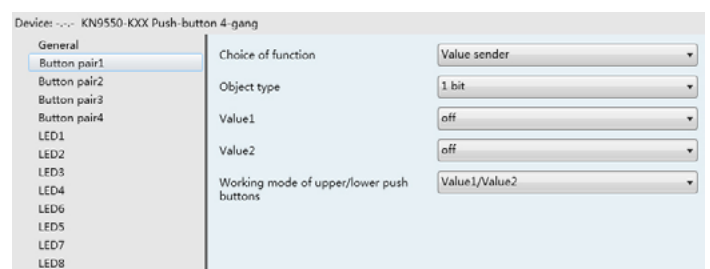 Device: -.-.- KN9550-KXX Push-button 4-gang
General
Button pair1
Button pair2
Button pair3
Button pair4
LED1
LED2
LED3
LED4
LED6
LED5
LED7
LED8
Choice of function Value sender
Object type 1 bit
Value1 off
Value2 off
Working mode of upper/lower push Value1/Value2
buttons